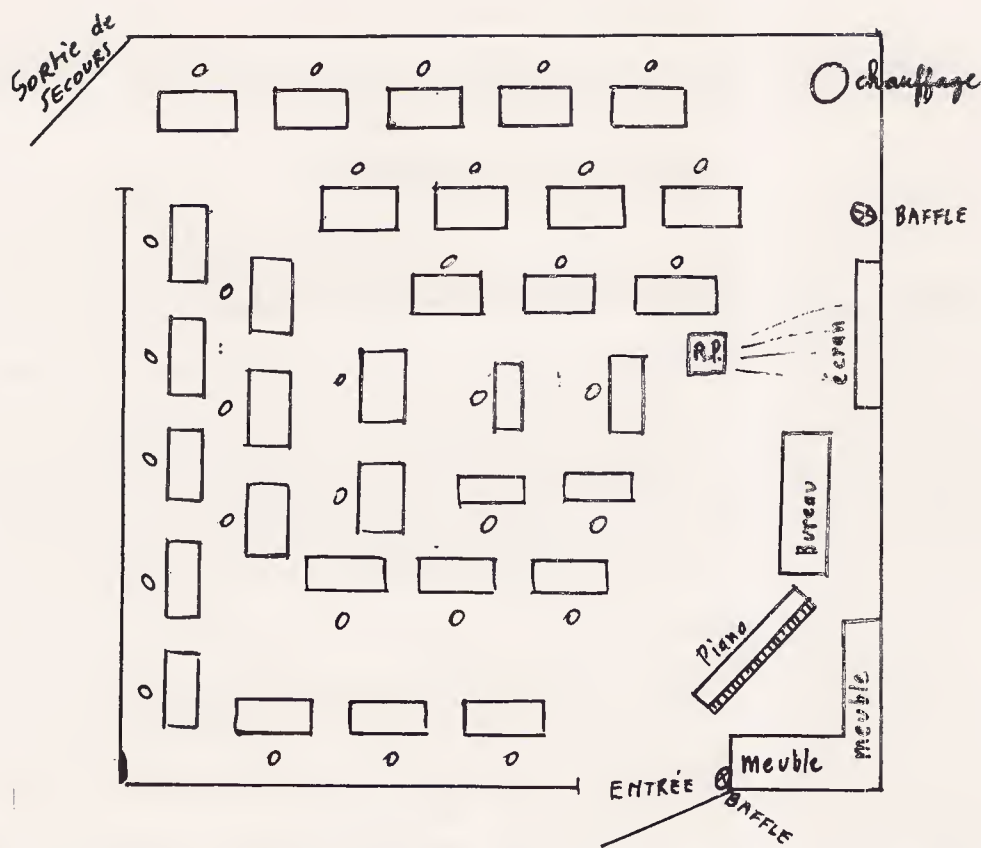 Sortie de
SECOURS
chauffage
BAFFLE
R.P.
écran
Bureau
Piano
meuble
meuble
ENTRÉE
BAFFLE